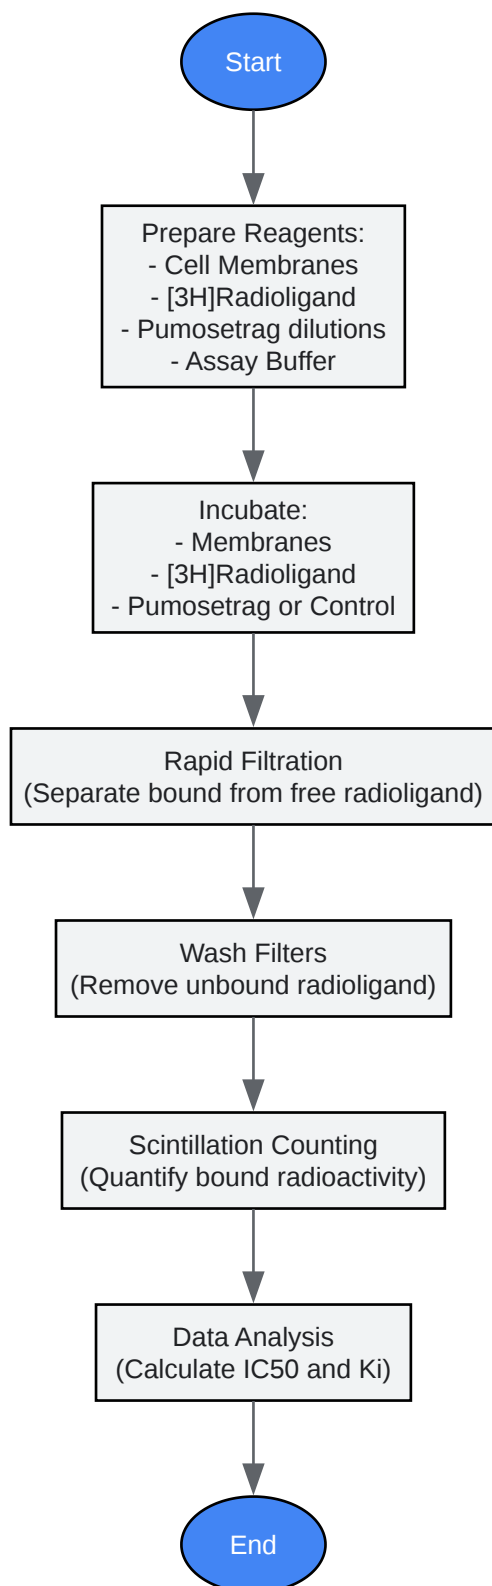 Start
Prepare Reagents:
- Cell Membranes
- [3H]Radioligand
- Pumosetrag dilutions
- Assay Buffer
Incubate:
- Membranes
- [3H]Radioligand
- Pumosetrag or Control
Rapid Filtration
(Separate bound from free radioligand)
Wash Filters
(Remove unbound radioligand)
Scintillation Counting
(Quantify bound radioactivity)
Data Analysis
(Calculate IC50 and Ki)
End